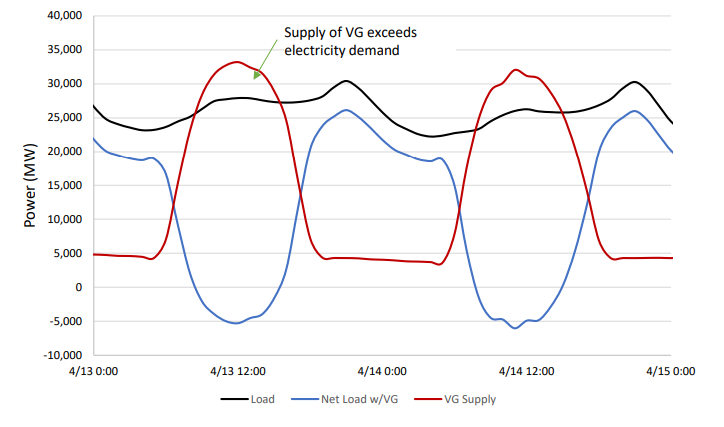 40,000
35,000
30,000
25,000
20,000
15,000
10,000
5,000
0
-5,000
-10,000
Power (MW)
Supply of VG exceeds
electricity demand
4/13 0:00
4/13 12:00
4/14 0:00
4/14 12:00
4/15 0:00
Load
Net Load w/VG
VG Supply